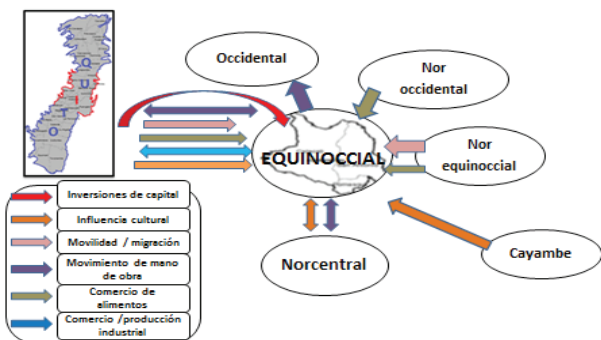 Occidental
Nor
occidental
QUITO
EQUINOCCIAL
Nor
equinoccial
Inversiones de capital
Influencia cultural
Movilidad / migración
Movimiento de mano
de obra
Comercio de
alimentos
Comercio /producción
industrial
Norcentral
Cayambe